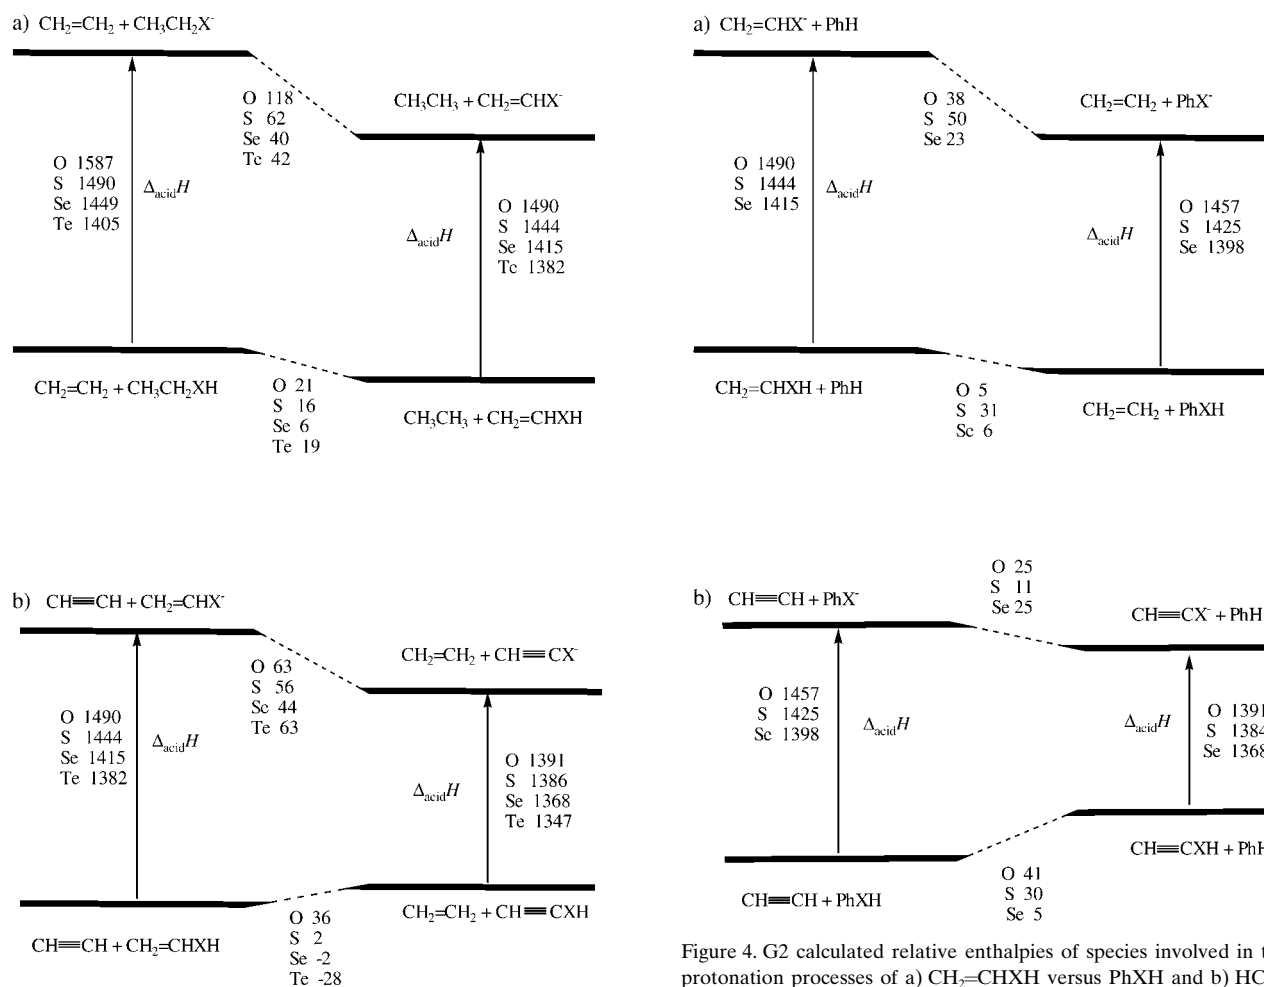 a) CH₂=CH₂ + CH₃CH₂X⁻
O 118
S 62
Se 40
Te 42
CH₃CH₃ + CH₂=CHX⁻
O 1587
S 1490
Se 1449
Te 1405
ΔacidH
ΔacidH
O 1490
S 1444
Se 1415
Te 1382
CH₂=CH₂ + CH₃CH₂XH
O 21
S 16
Se 6
Te 19
CH₃CH₃ + CH₂=CHXH
a) CH₂=CHX⁻ + PhH
O 38
S 50
Se 23
CH₂=CH₂ + PhX⁻
O 1490
S 1444
Se 1415
ΔacidH
ΔacidH
O 1457
S 1425
Se 1398
CH₂=CHXH + PhH
O 5
S 31
Se 6
CH₂=CH₂ + PhXH
b) CH≡CH + CH₂=CHX⁻
O 63
S 56
Se 44
Te 63
CH₂=CH₂ + CH≡CX⁻
O 1490
S 1444
Se 1415
Te 1382
ΔacidH
ΔacidH
O 1391
S 1386
Se 1368
Te 1347
CH≡CH + CH₂=CHXH
O 36
S 2
Se -2
Te -28
CH₂=CH₂ + CH≡CXH
b) CH≡CH + PhX⁻
O 25
S 11
Se 25
CH≡CX⁻ + PhH
O 1457
S 1425
Se 1398
ΔacidH
ΔacidH
O 1391
S 1384
Se 1368
CH≡CH + PhXH
O 41
S 30
Se 5
CH≡CXH + PhH
Figure 4. G2 calculated relative enthalpies of species involved in
protonation processes of a) CH₂=CHXH versus PhXH and b)